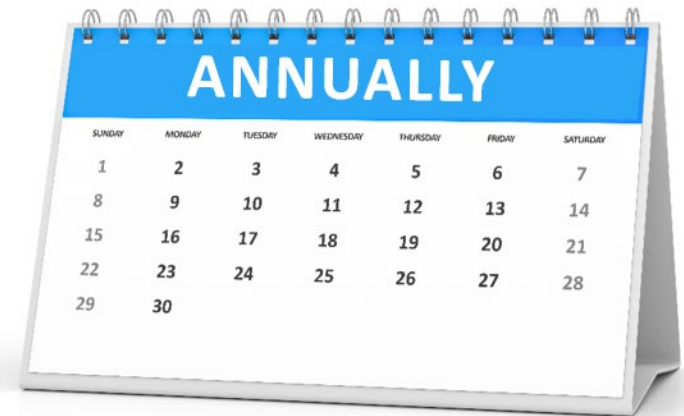 ANNUALLY
SUNDAY MONDAY TUESDAY WEDNESDAY THURSDAY FRIDAY SATURDAY
1 2 3 4 5 6 7
8 9 10 11 12 13 14
15 16 17 18 19 20 21
22 23 24 25 26 27 28
29 30